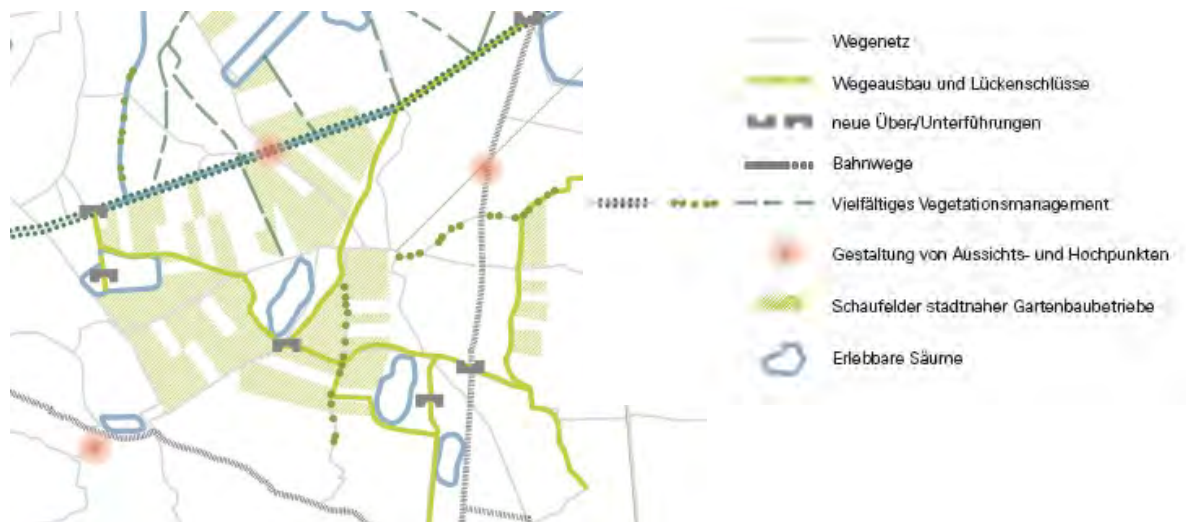 Wegenetz
Wegeausbau und Lückenschlüsse
neue Über-/Unterführungen
Bahnwege
Vielfältiges Vegetationsmanagement
Gestaltung von Aussichts- und Hochpunkten
Schaufelder stadtnaher Gartenbaubetriebe
Erlebbare Säume